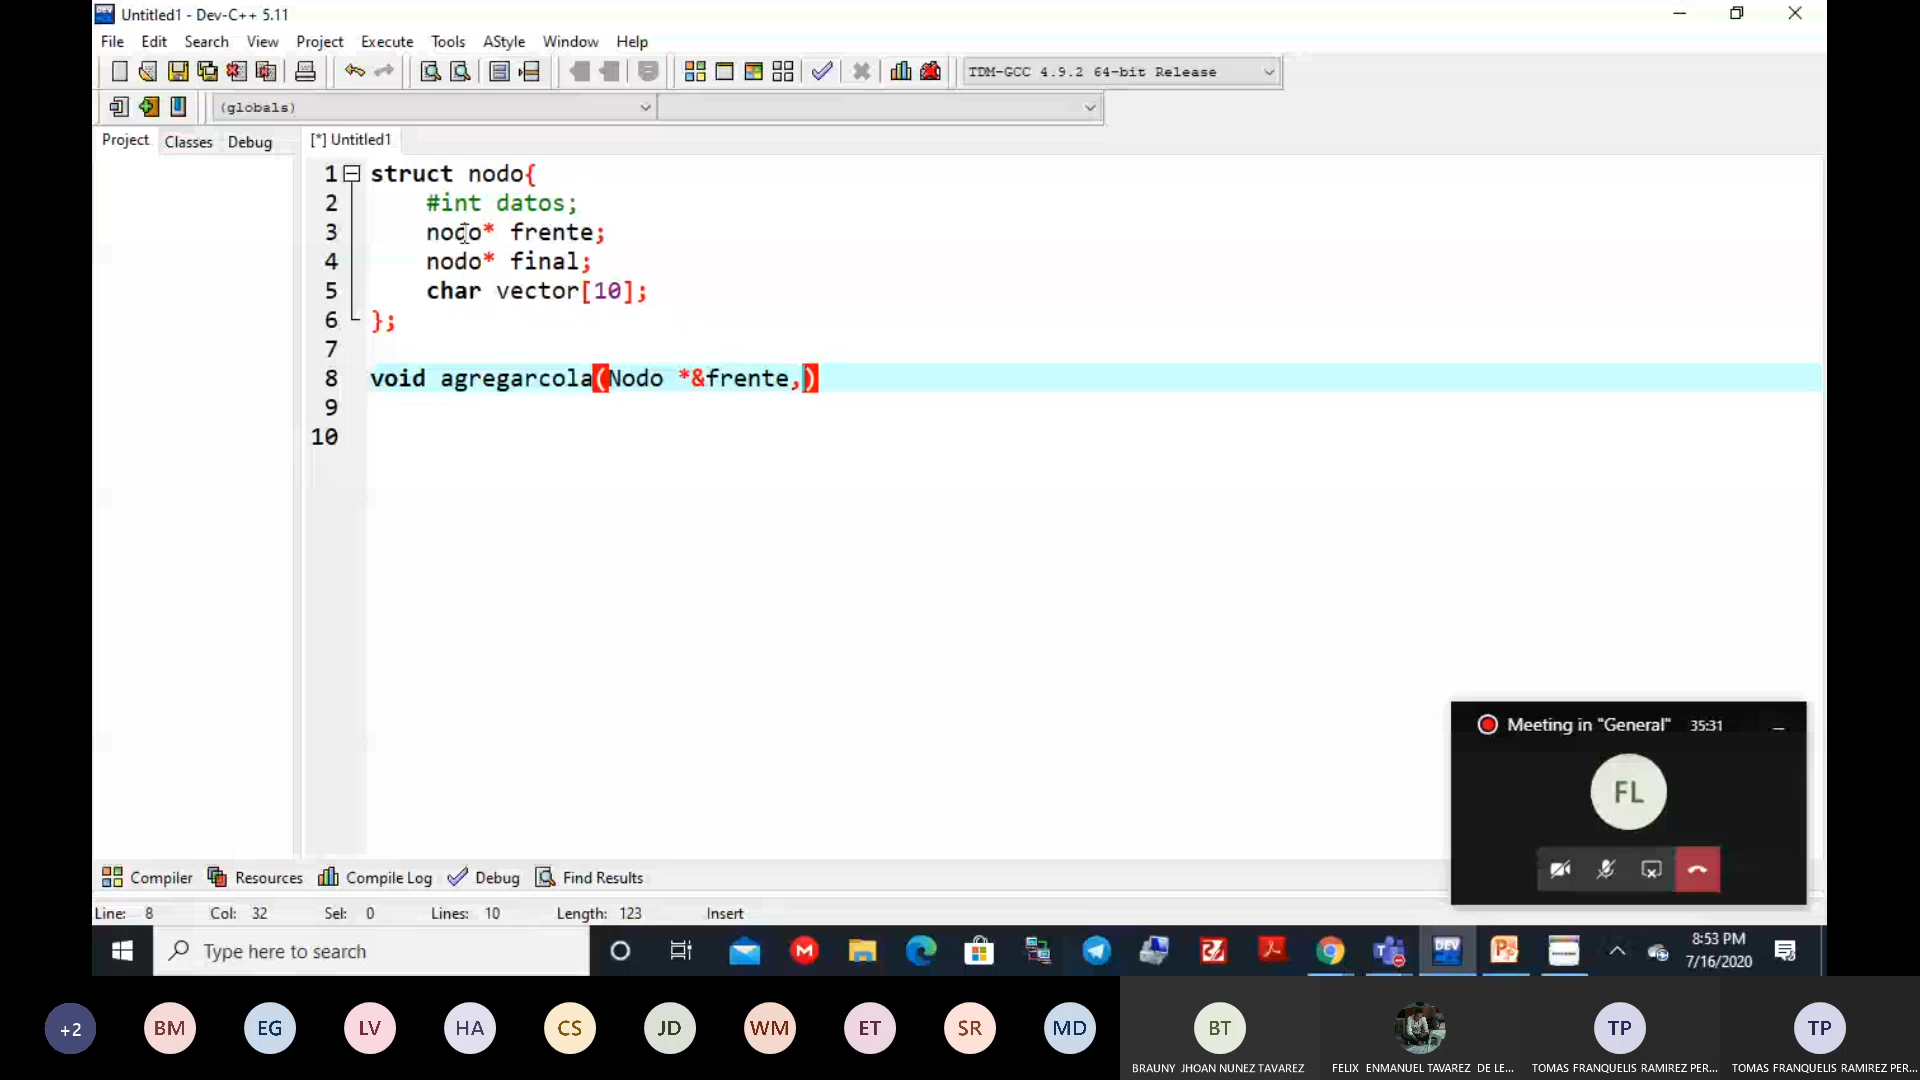 Untitled1 - Dev-C++ 5.11
File Edit Search View Project Execute Tools AStyle Window Help
TDM-GCC 4.9.2 64-bit Release
(globals)
Project Classes Debug
[*] Untitled1
1 struct nodo{
2 #int datos;
3 nodo* frente;
4 nodo* final;
5 char vector[10];
6 };
7
8 void agregarcola(Nodo *&frente,)
9
10
Meeting in "General" 35:31
FL
Compiler Resources Compile Log Debug Find Results
Line: 8 Col: 32 Sel: 0 Lines: 10 Length: 123 Insert
Type here to search
DEV
8:53 PM
7/16/2020
+2 BM EG LV HA CS JD WM ET SR MD BT TP TP
BRAUNY JHOAN NUNEZ TAVAREZ FELIX ENMANUEL TAVAREZ DE LE... TOMAS FRANQUELIS RAMIREZ PER... TOMAS FRANQUELIS RAMIREZ PER...